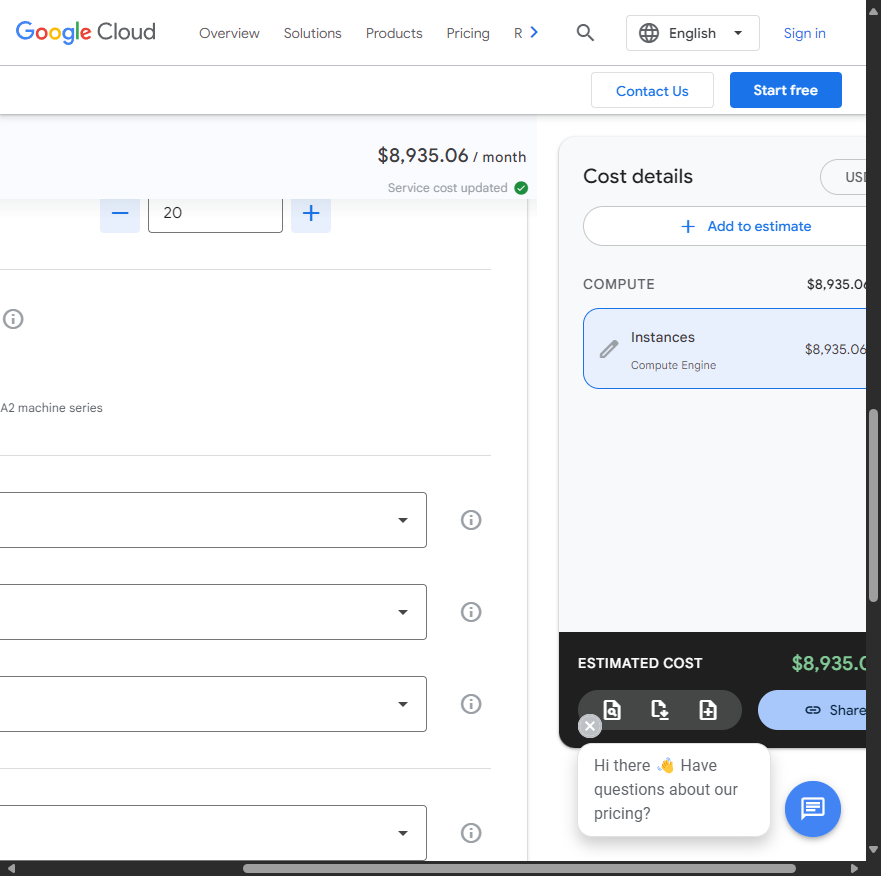 Google Cloud
Overview Solutions Products Pricing R English Sign in
Contact Us Start free
$8,935.06 / month
Service cost updated
20
A2 machine series
Cost details
Add to estimate
COMPUTE $8,935.06
Instances
$8,935.06
Compute Engine
ESTIMATED COST
$8,935.0
Share
Hi there 👋 Have
questions about our
pricing?